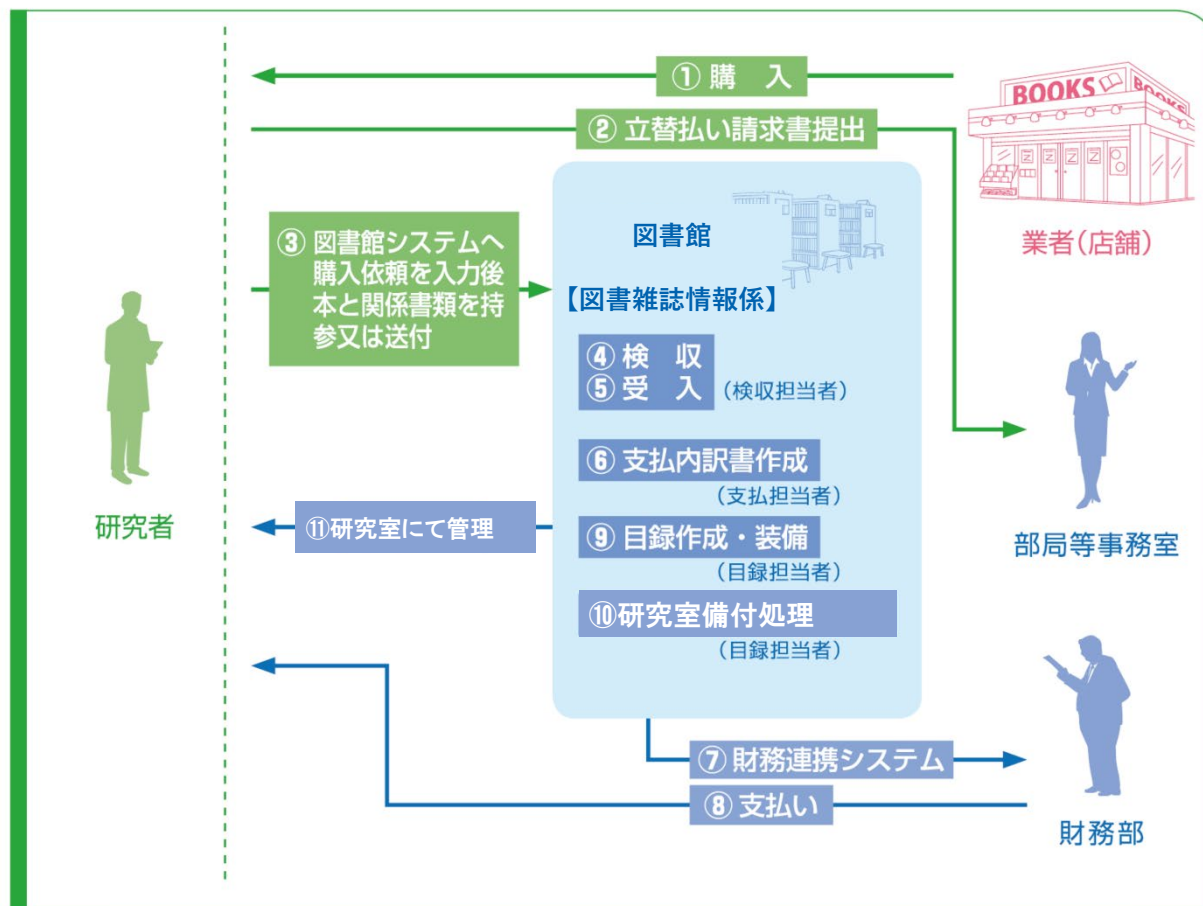 ①購　入
BOOKS
BOOKS
②立替払い請求書提出
業者(店舗)
③図書館システムへ
購入依頼を入力後
本と関係書類を持
参又は送付
図書館
【図書雑誌情報係】
④検　収
⑤受　入 (検収担当者)
⑥支払内訳書作成
(支払担当者)
研究者
⑪研究室にて管理
⑨目録作成・装備
(目録担当者)
部局等事務室
⑩研究室備付処理
(目録担当者)
⑦財務連携システム
⑧支払い
財務部